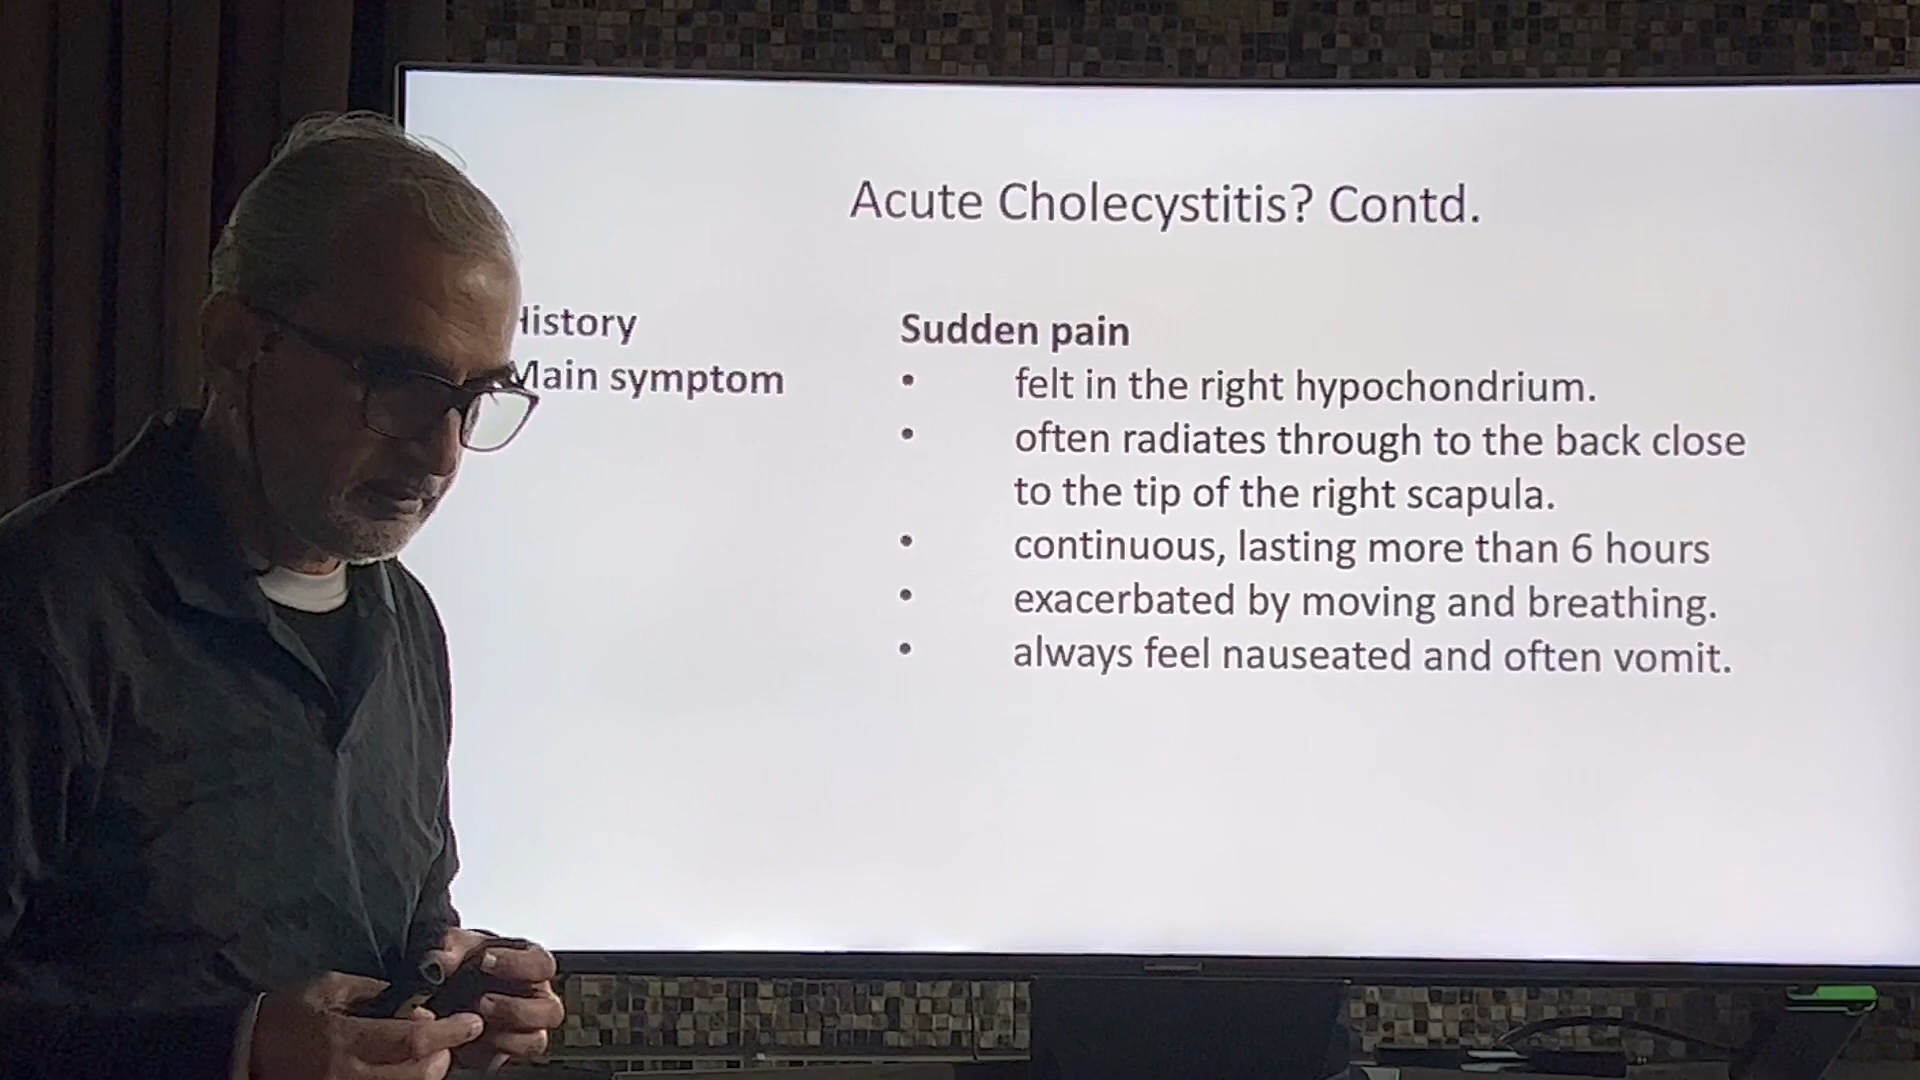 Acute Cholecystitis? Contd.
History
Main symptom
Sudden pain
• felt in the right hypochondrium.
• often radiates through to the back close
to the tip of the right scapula.
• continuous, lasting more than 6 hours
• exacerbated by moving and breathing.
• always feel nauseated and often vomit.